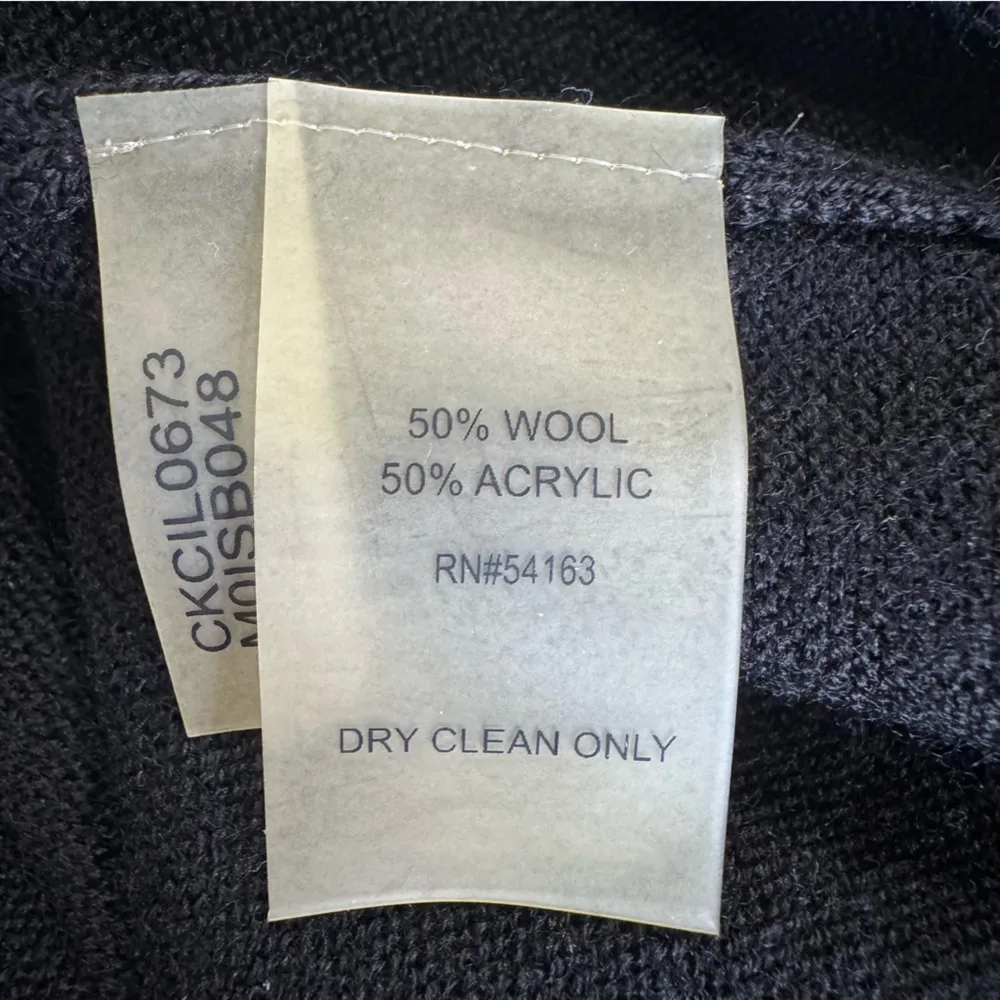 CKCIL0673
M0ISB048
50% WOOL
50% ACRYLIC
RN#54163
DRY CLEAN ONLY